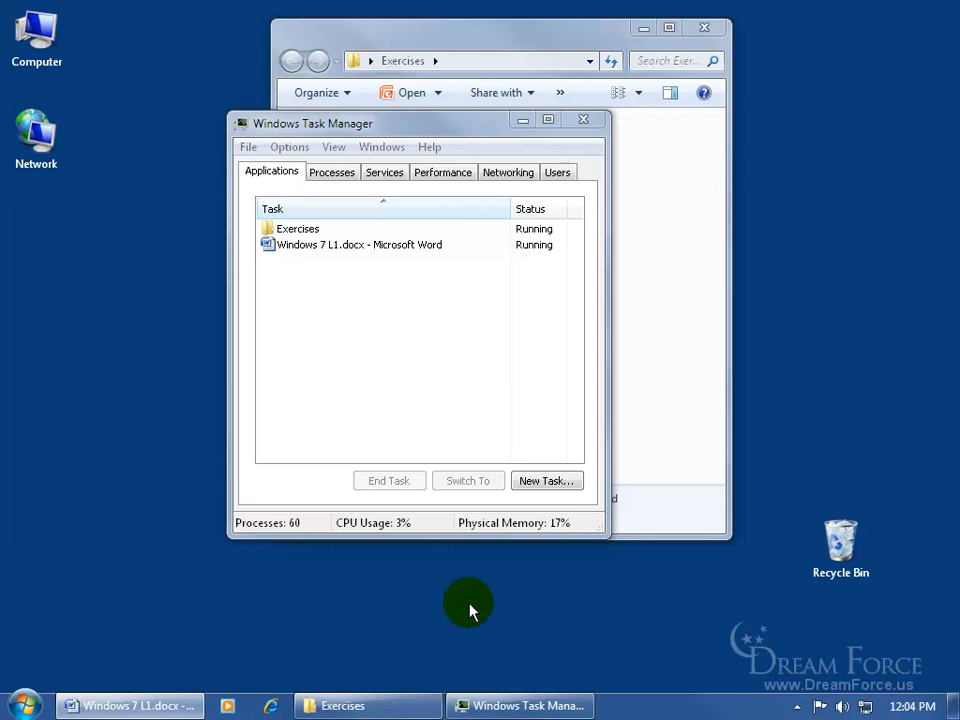 Computer
Network
Exercises
Search Exer...
Organize
Open
Share with
»
Windows Task Manager
File Options View Windows Help
Applications Processes Services Performance Networking Users
Task Status
Exercises Running
Windows 7 L1.docx - Microsoft Word Running
End Task Switch To New Task...
d
Processes: 60 CPU Usage: 3% Physical Memory: 17%
Recycle Bin
DREAM FORCE
www.DreamForce.us
Windows 7 L1.docx -... Exercises Windows Task Mana... 12:04 PM